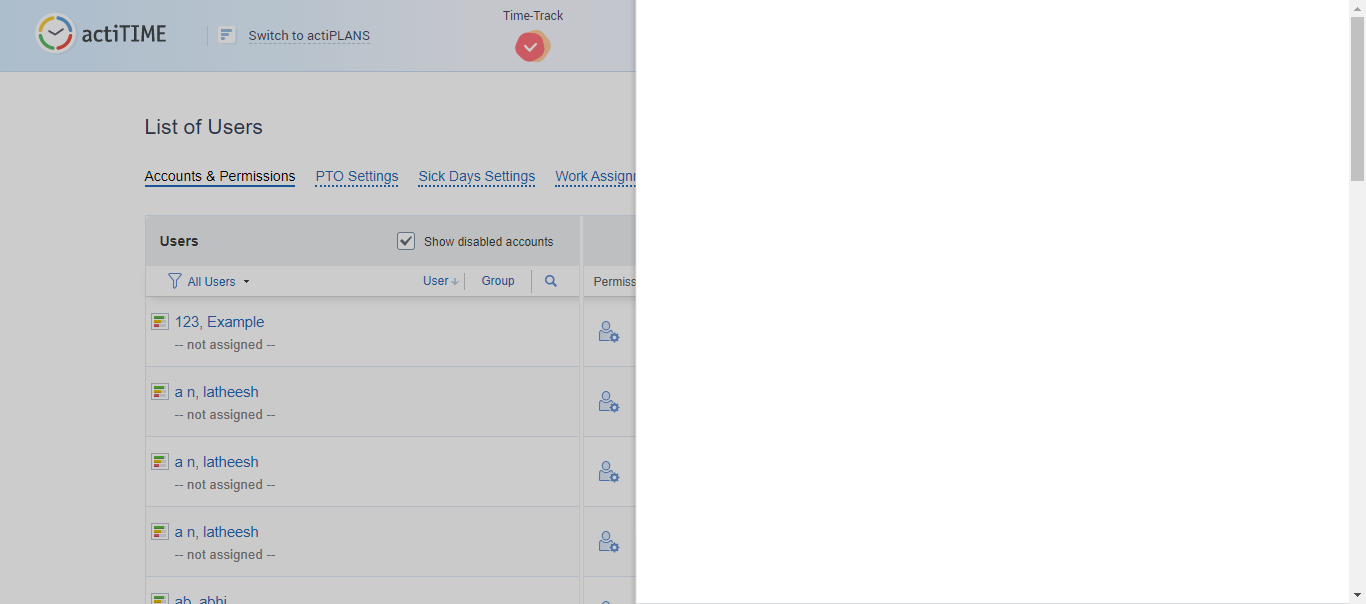 actiTIME
Switch to actiPLANS
Time-Track
List of Users
Accounts & Permissions PTO Settings Sick Days Settings Work Assignm
Users Show disabled accounts
All Users User Group Permiss
123, Example
-- not assigned --
a n, latheesh
-- not assigned --
a n, latheesh
-- not assigned --
a n, latheesh
-- not assigned --
ab, abhi